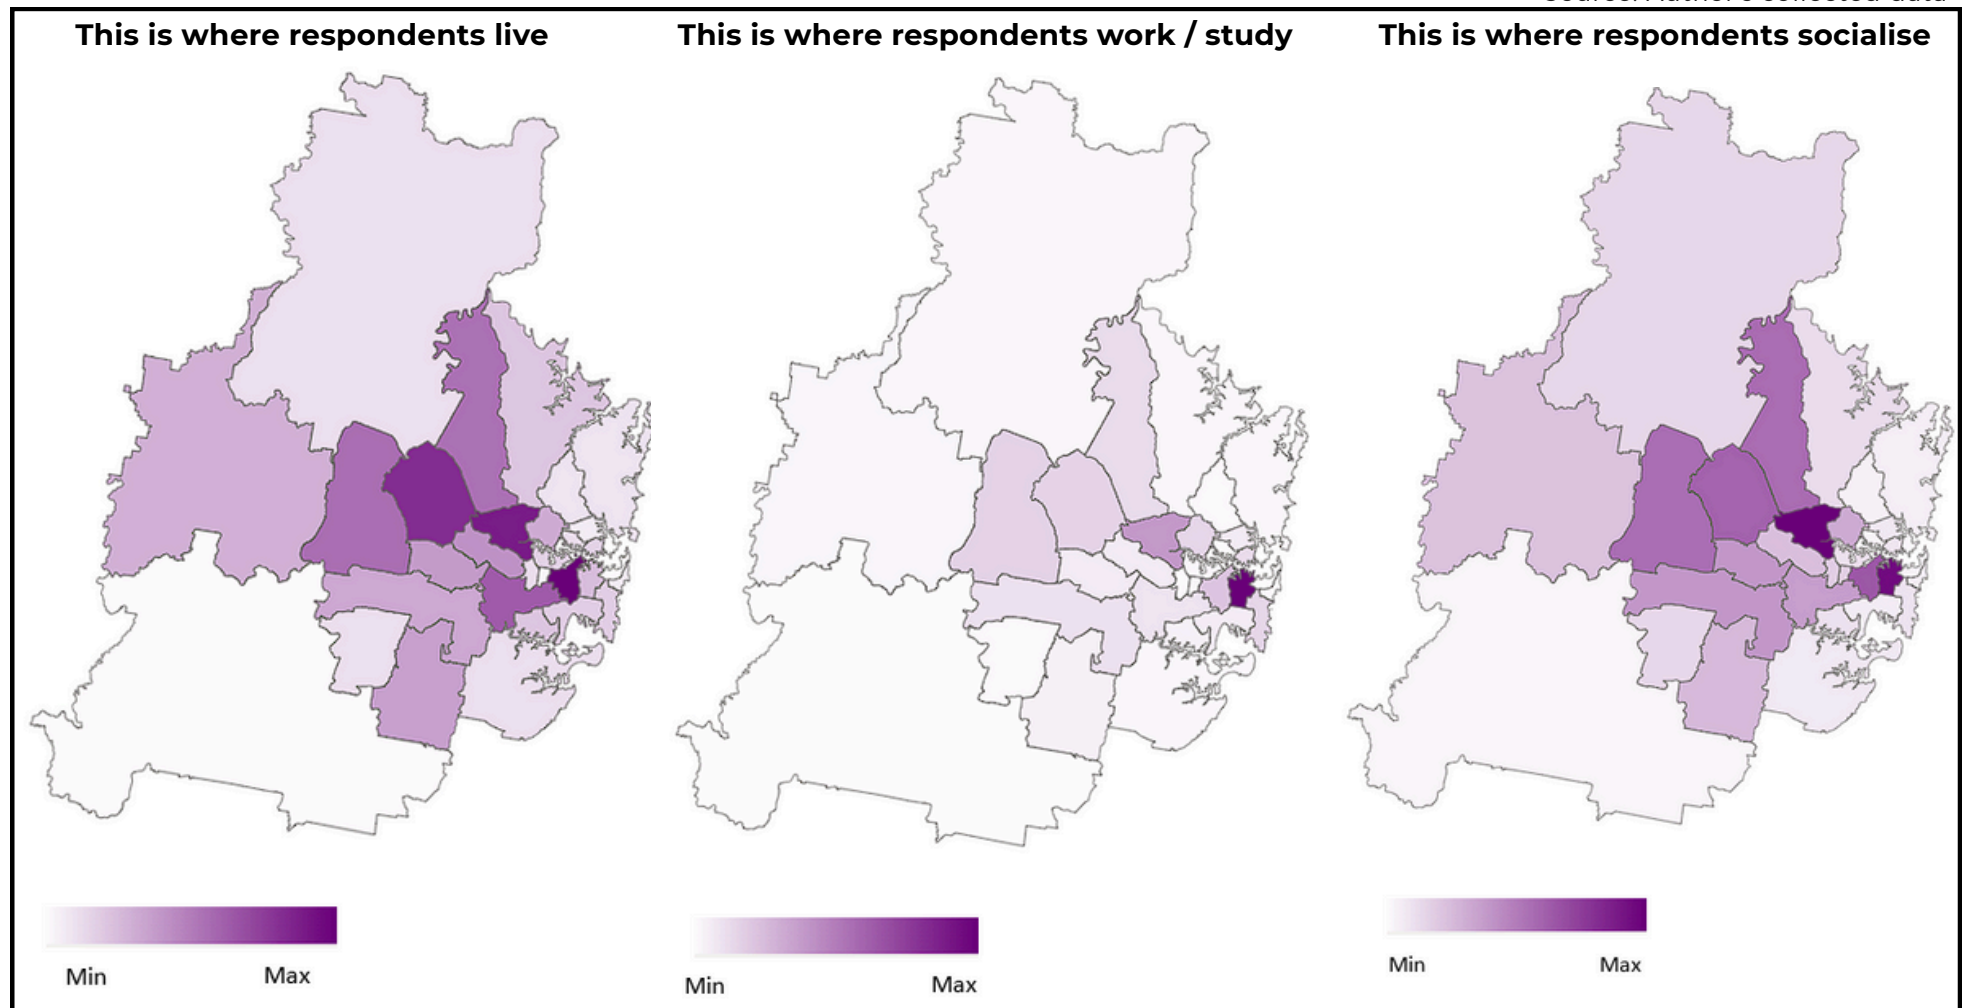 This is where respondents live
This is where respondents work / study
This is where respondents socialise
Min Max
Min Max
Min Max